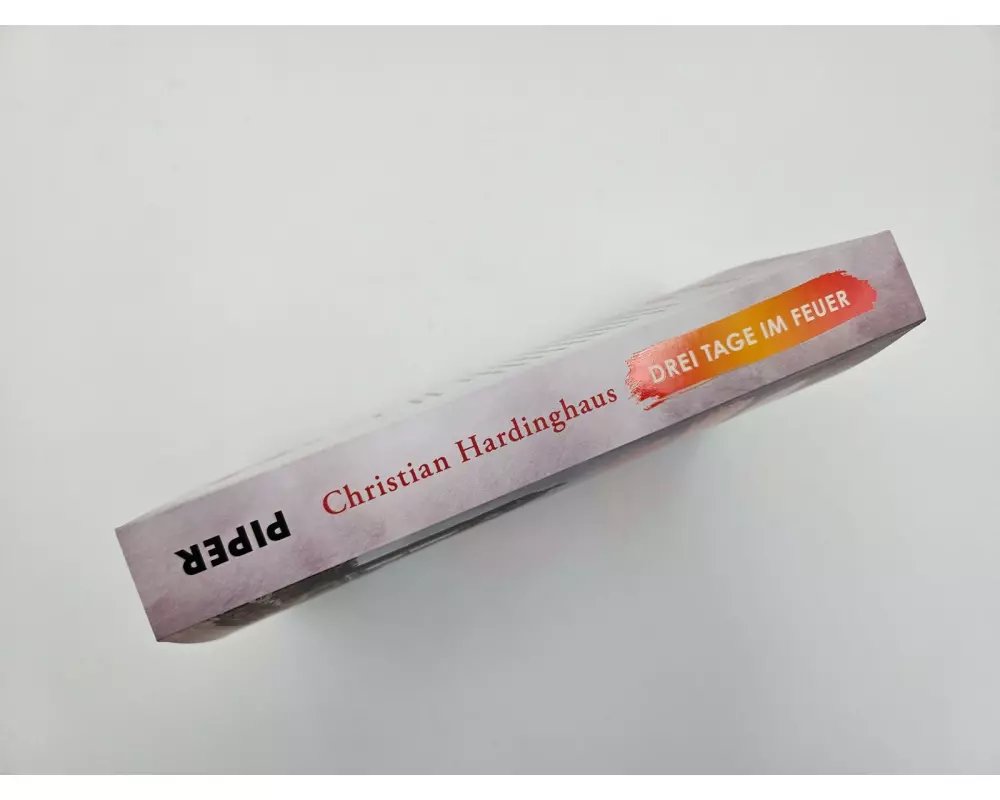 PIPER
Christian Hardinghaus
DREI TAGE IM FEUER